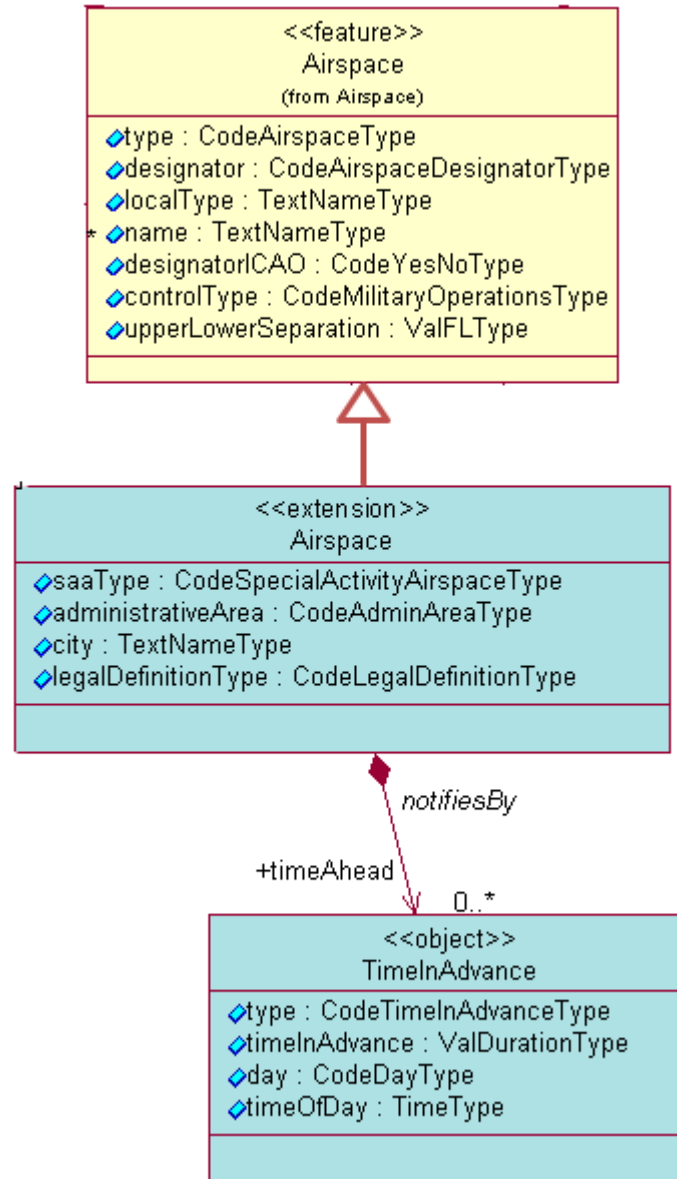 <<feature>>
Airspace
(from Airspace)
type : CodeAirspaceType
designator : CodeAirspaceDesignatorType
localType : TextNameType
* name : TextNameType
designatorICAO : CodeYesNoType
controlType : CodeMilitaryOperationsType
upperLowerSeparation : ValFLType
<<extension>>
Airspace
saaType : CodeSpecialActivityAirspaceType
administrativeArea : CodeAdminAreaType
city : TextNameType
legalDefinitionType : CodeLegalDefinitionType
notifiesBy
+timeAhead
0..*
<<object>>
TimeInAdvance
type : CodeTimeInAdvanceType
timeInAdvance : ValDurationType
day : CodeDayType
timeOfDay : TimeType